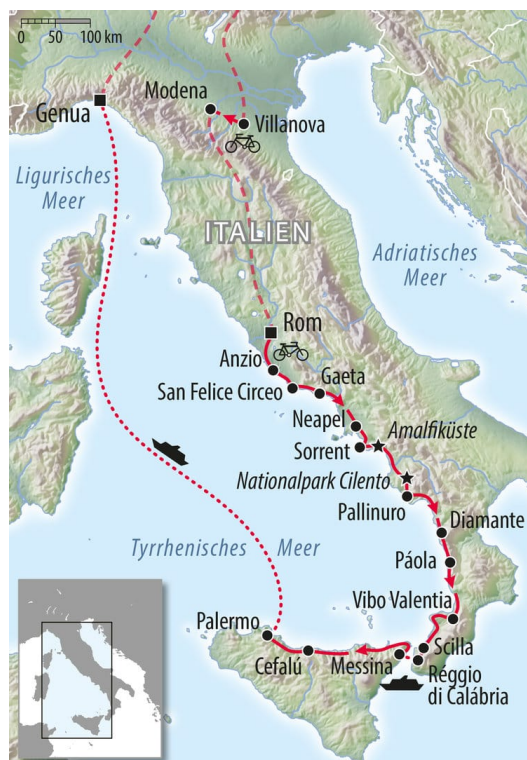 0 50 100 km
Modena
Genua
Villanova
Ligurisches
Meer
ITALIEN
Adriatisches
Meer
Rom
Anzio
Gaeta
San Felice Circeo
Neapel
Amalfiküste
Sorrent
Nationalpark Cilento
Pallinuro
Diamante
Tyrrhenisches Meer
Páola
Vibo Valentia
Palermo
Scilla
Cefalú
Messina
Réggio
di Calábria